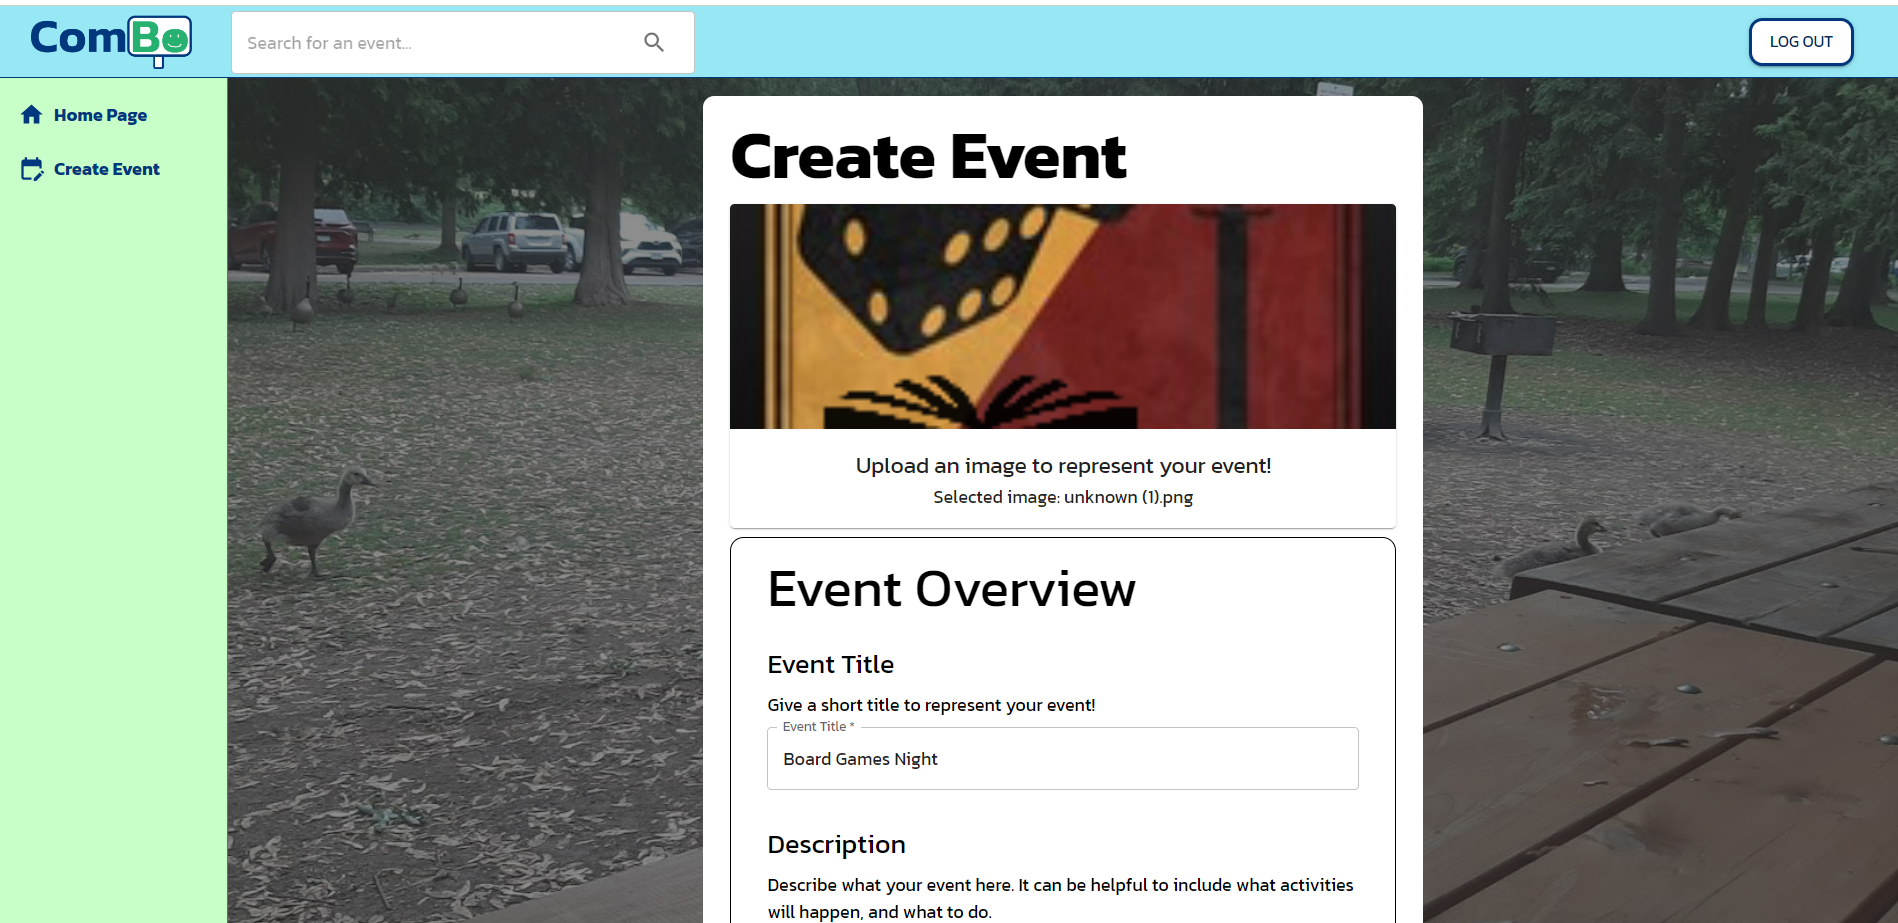 ComBo
Search for an event...
LOG OUT
Home Page
Create Event
Create Event
Upload an image to represent your event!
Selected image: unknown (1).png
Event Overview
Event Title
Give a short title to represent your event!
Event Title *
Board Games Night
Description
Describe what your event here. It can be helpful to include what activities
will happen, and what to do.